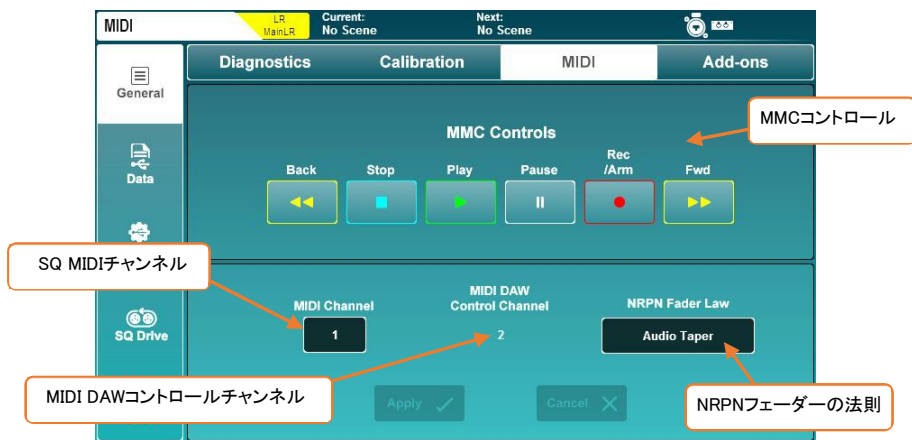 MIDI
LR
MainLR
Current:
No Scene
Next:
No Scene
General
Data
SQ Drive
Diagnostics
Calibration
MIDI
Add-ons
MMC Controls
Back
Stop
Play
Pause
Rec
/Arm
Fwd
MMCコントロール
SQ MIDIチャンネル
MIDI Channel
1
MIDI DAW
Control Channel
2
NRPN Fader Law
Audio Taper
MIDI DAWコントロールチャンネル
Apply
Cancel
NRPNフェーダーの法則